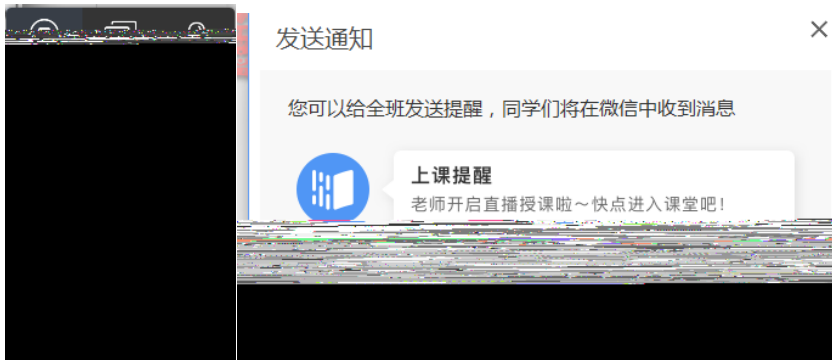 发送通知
您可以给全班发送提醒，同学们将在微信中收到消息
上课提醒
老师开启直播授课啦～快点进入课堂吧！